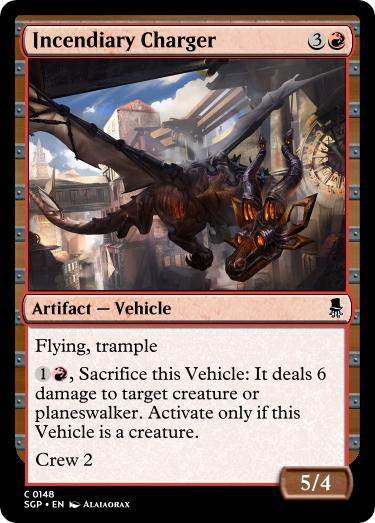 Incendiary Charger 3
Artifact — Vehicle
Flying, trample
1, Sacrifice this Vehicle: It deals 6
damage to target creature or
planeswalker. Activate only if this
Vehicle is a creature.
Crew 2
5/4
C 0148
SGP • EN Alaiaorax